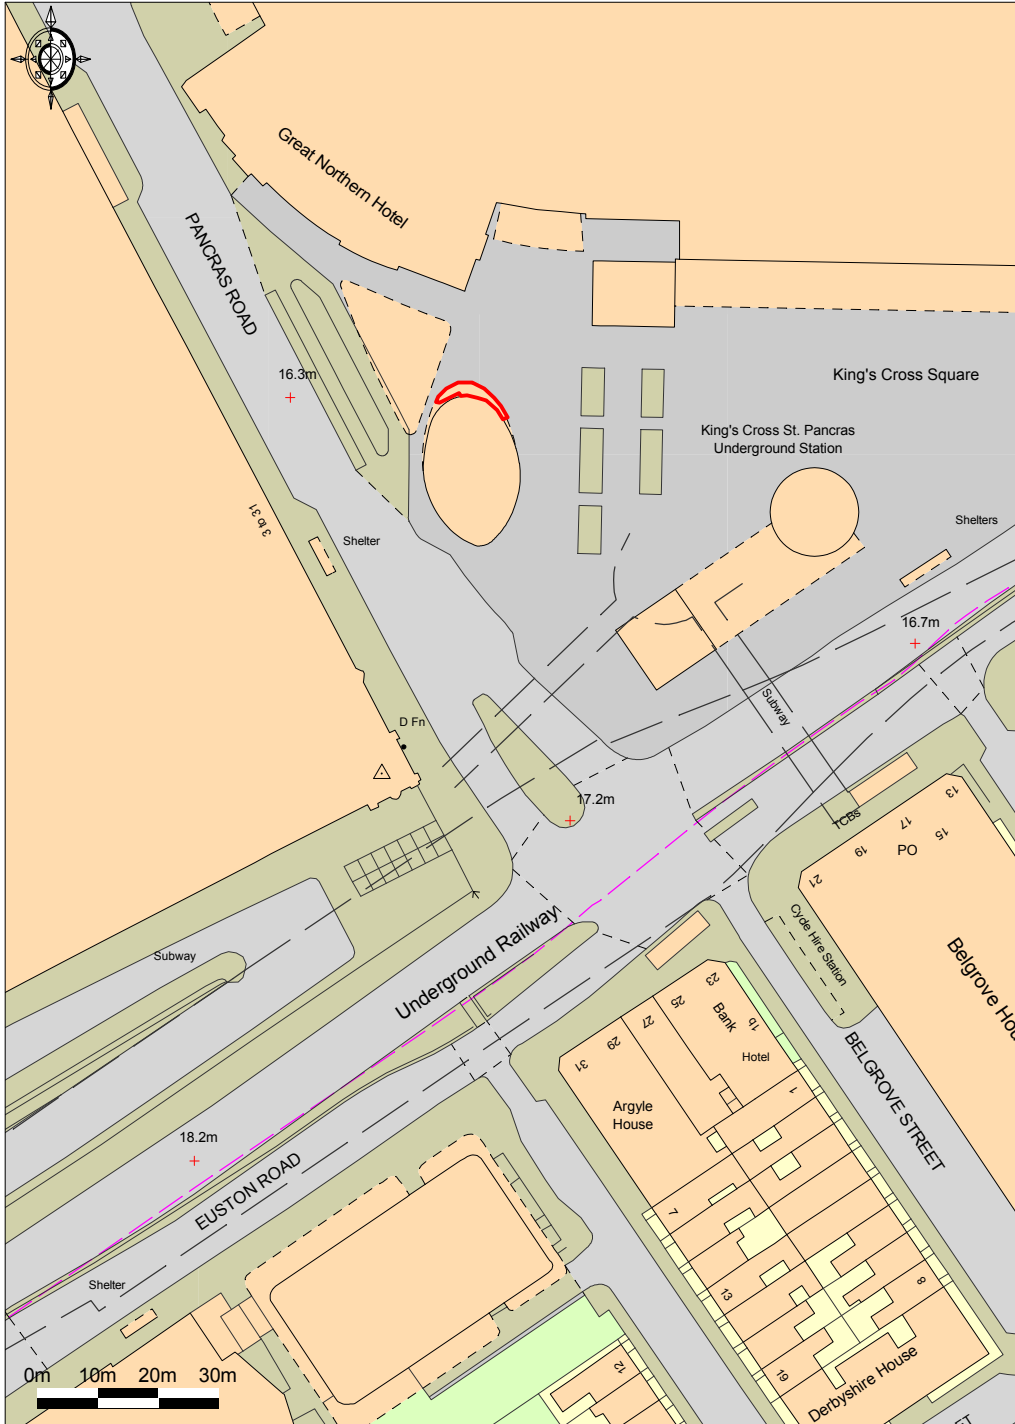 Great Northern Hotel
PANCRAS ROAD
16.3m
King's Cross Square
King's Cross St. Pancras
Underground Station
3 to 31
Shelter
Shelters
16.7m
Subway
D Fn
17.2m
TCBs
13
17
15
19
PO
21
Cycle Hire Station
Underground Railway
Subway
Belgrove Hou
23
25
Bank
1b
27
29
Hotel
31
1
BELGROVE STREET
Argyle
House
18.2m
EUSTON ROAD
7
8
Shelter
13
12
19
Derbyshire House
0m
10m
20m
30m
ET